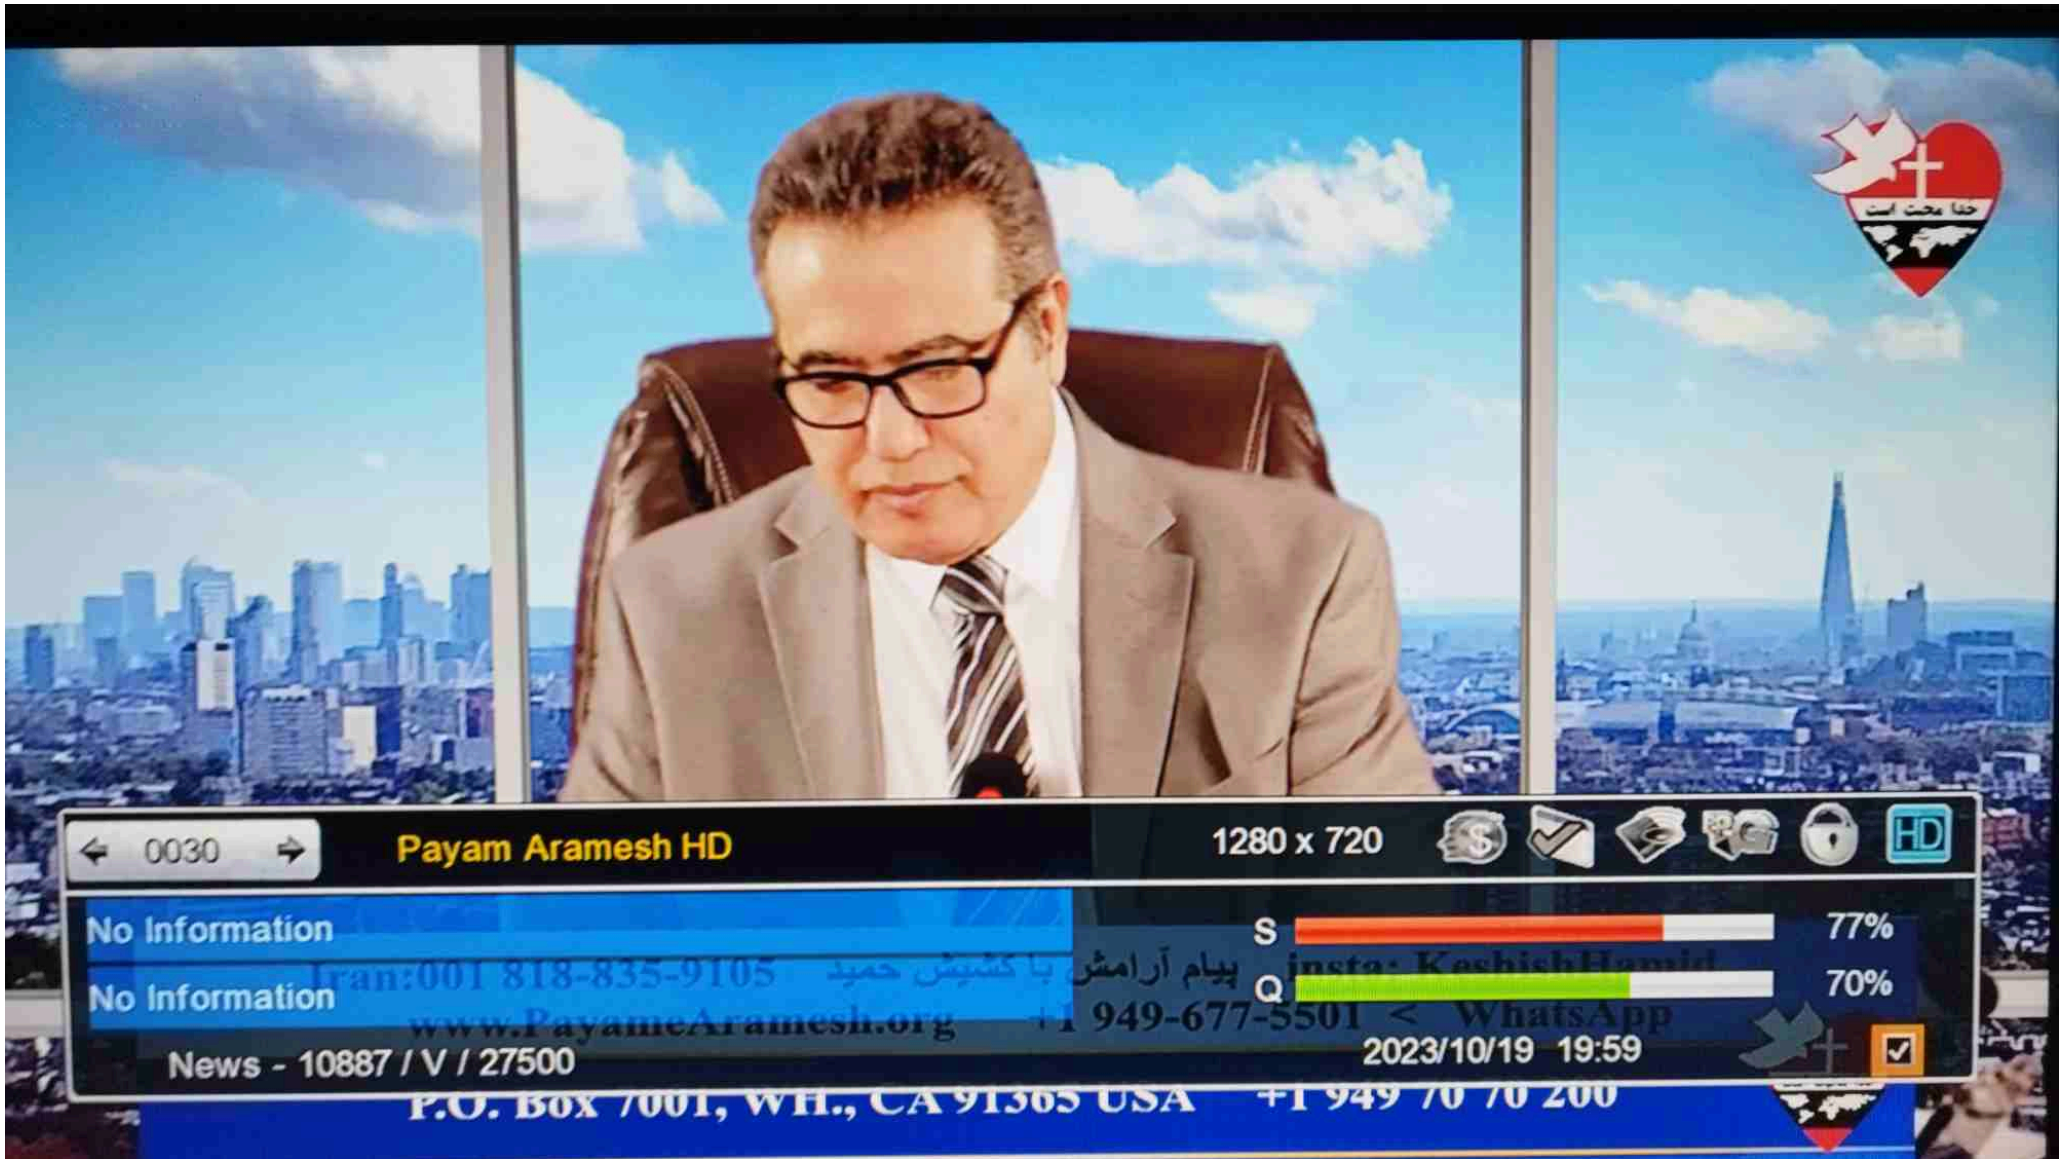 خدا محبت است
0030
Payam Aramesh HD
1280 x 720
HD
No Information
S 77%
Iran:001 818-835-9105 پیام آرامش با کشیش حمید insta: KeshishHamid
No Information
Q 70%
www.PayameAramesh.org +1 949-677-5501 < WhatsApp
News - 10887 / V / 27500
2023/10/19 19:59
P.O. Box 7001, WH., CA 91365 USA +1 949 70 70 200